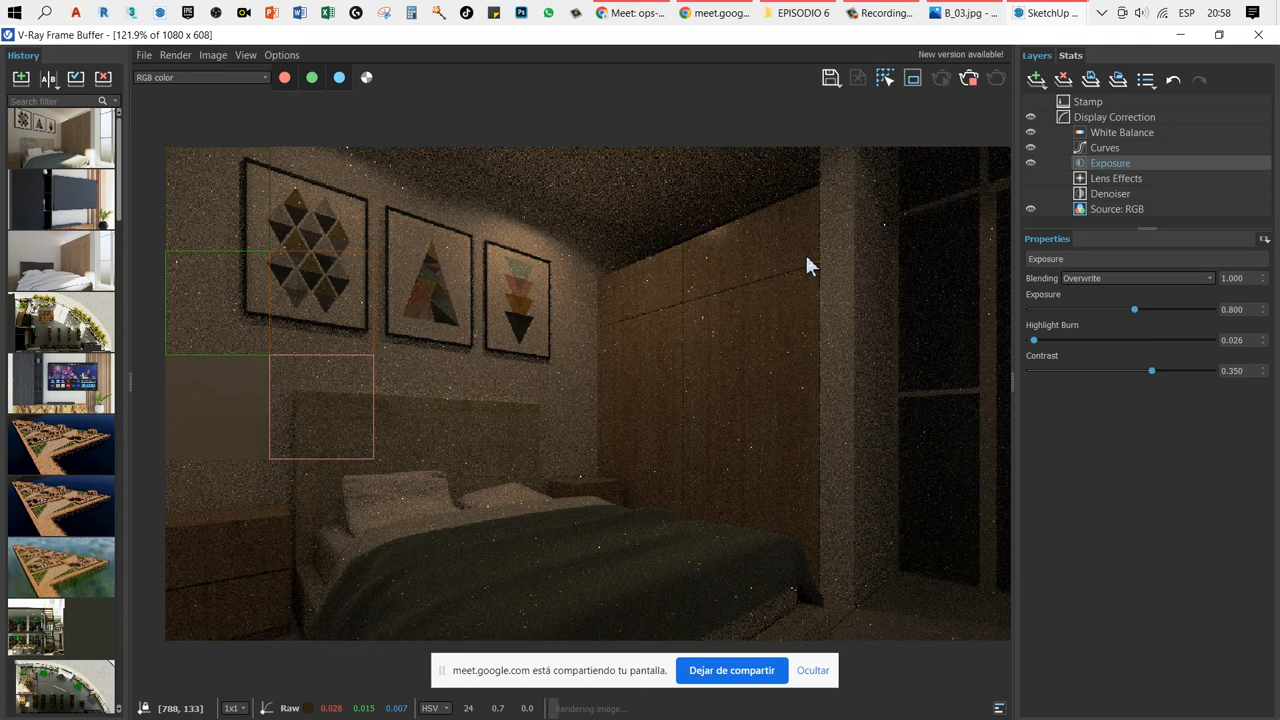 Meet: ops-...
meet.goog...
EPISODIO 6
Recording...
B_03.jpg - ...
SketchUp ...
ESP
20:58
V-Ray Frame Buffer - [121.9% of 1080 x 608]
History
File Render Image View Options
New version available!
Layers Stats
RGB color
Search filter
Stamp
Display Correction
White Balance
Curves
Exposure
Lens Effects
Denoiser
Source: RGB
Properties
Exposure
Blending Overwrite 1.000
Exposure
0.800
Highlight Burn
0.026
Contrast
0.350
meet.google.com está compartiendo tu pantalla. Dejar de compartir Ocultar
[788, 133] 1x1 Raw 0.028 0.015 0.007 HSV 24 0.7 0.0 Rendering image...